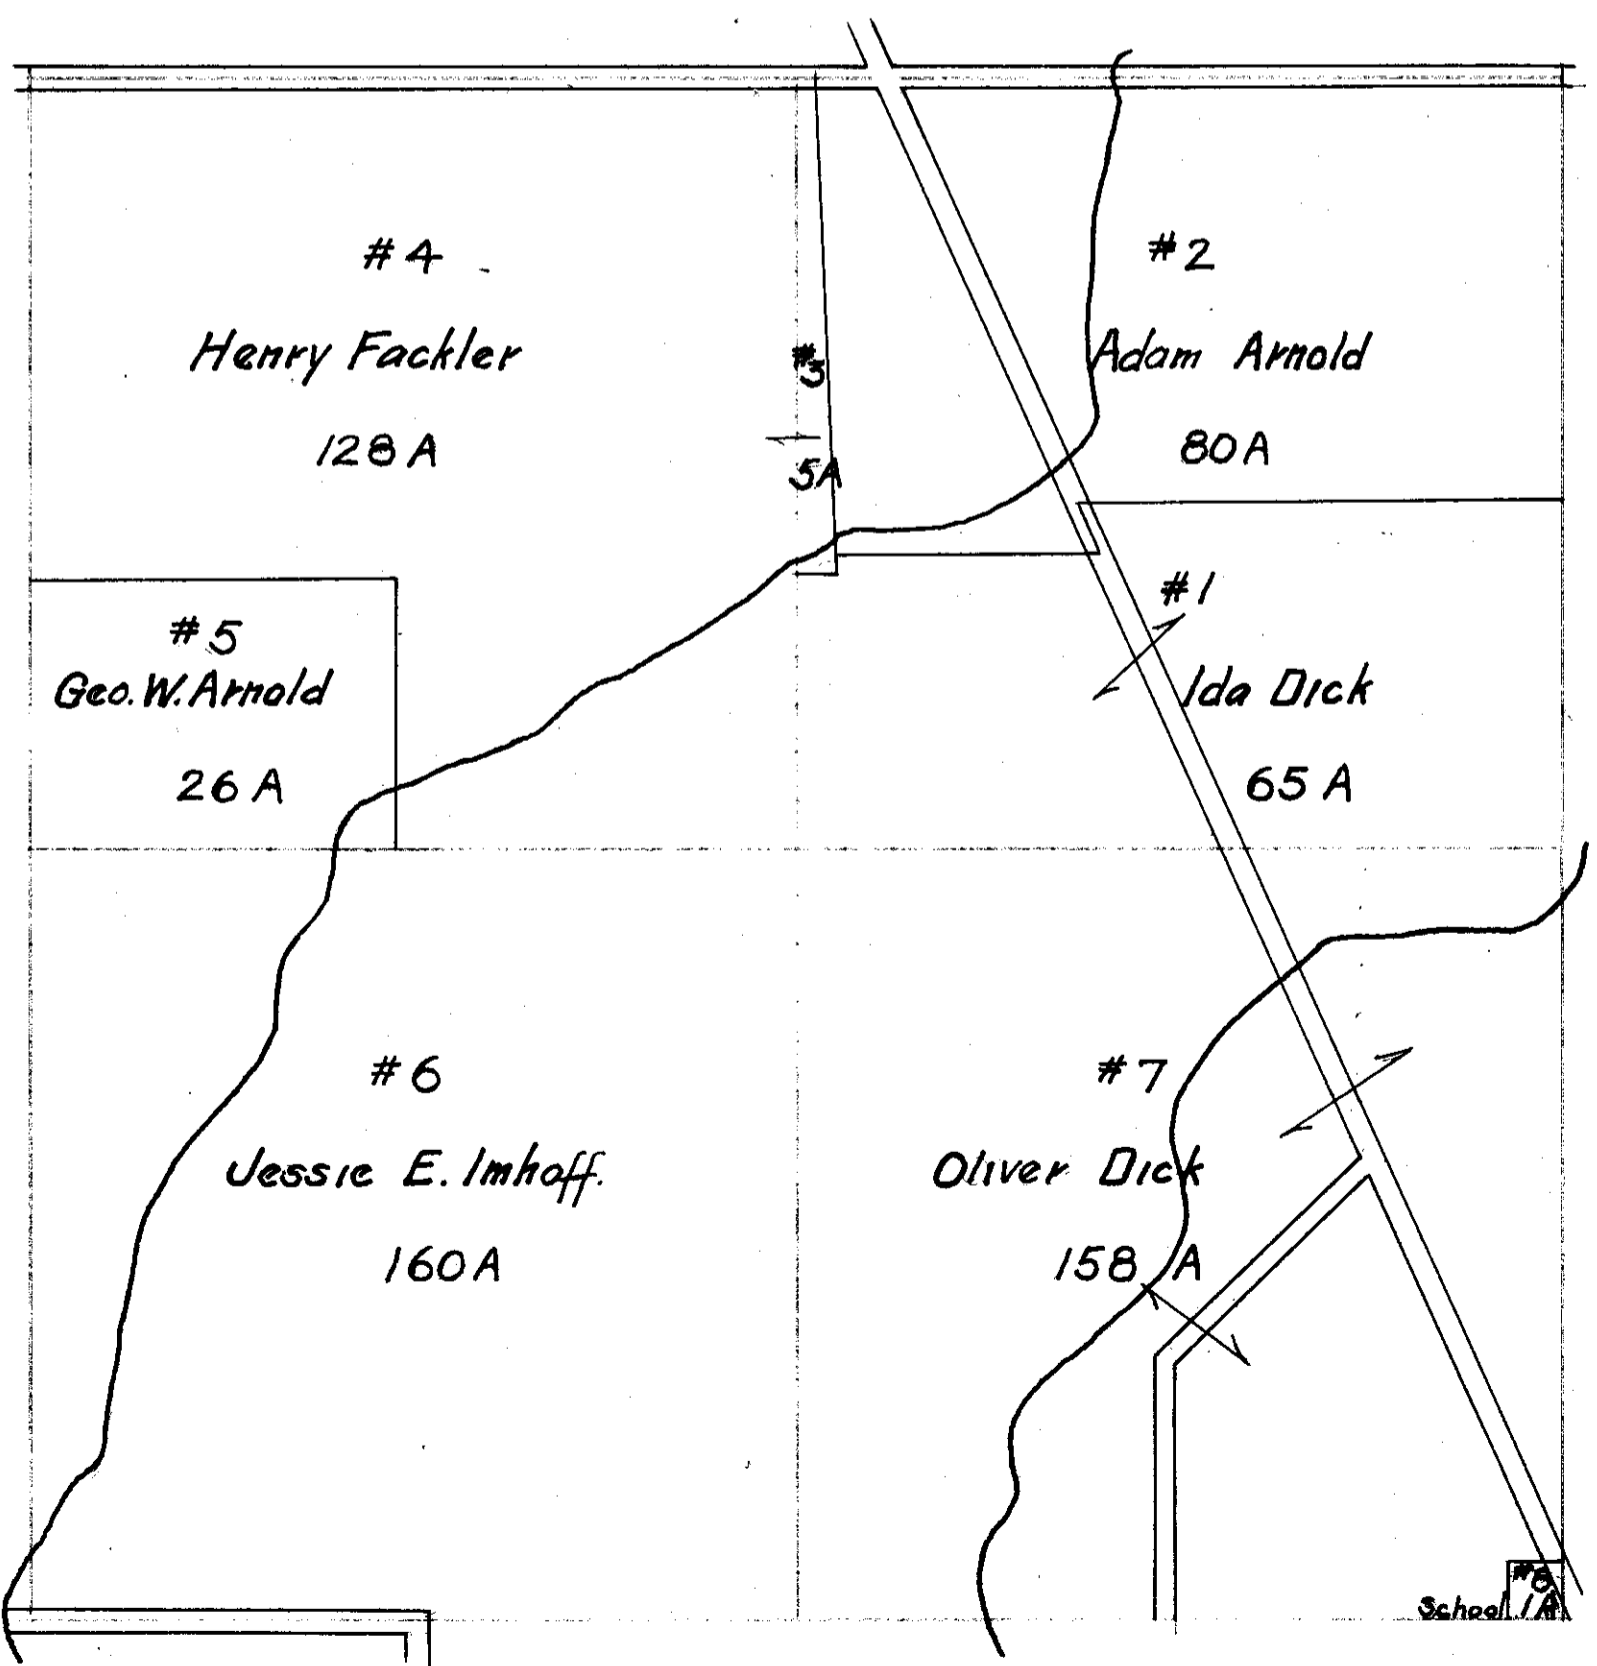 #4
Henry Fackler
128 A
#3
5A
#2
Adam Arnold
80 A
#5
Geo. W. Arnold
26 A
#1
Ida Dick
65 A
#6
Jessie E. Imhoff.
160 A
#7
Oliver Dick
158 A
#8
School 1A